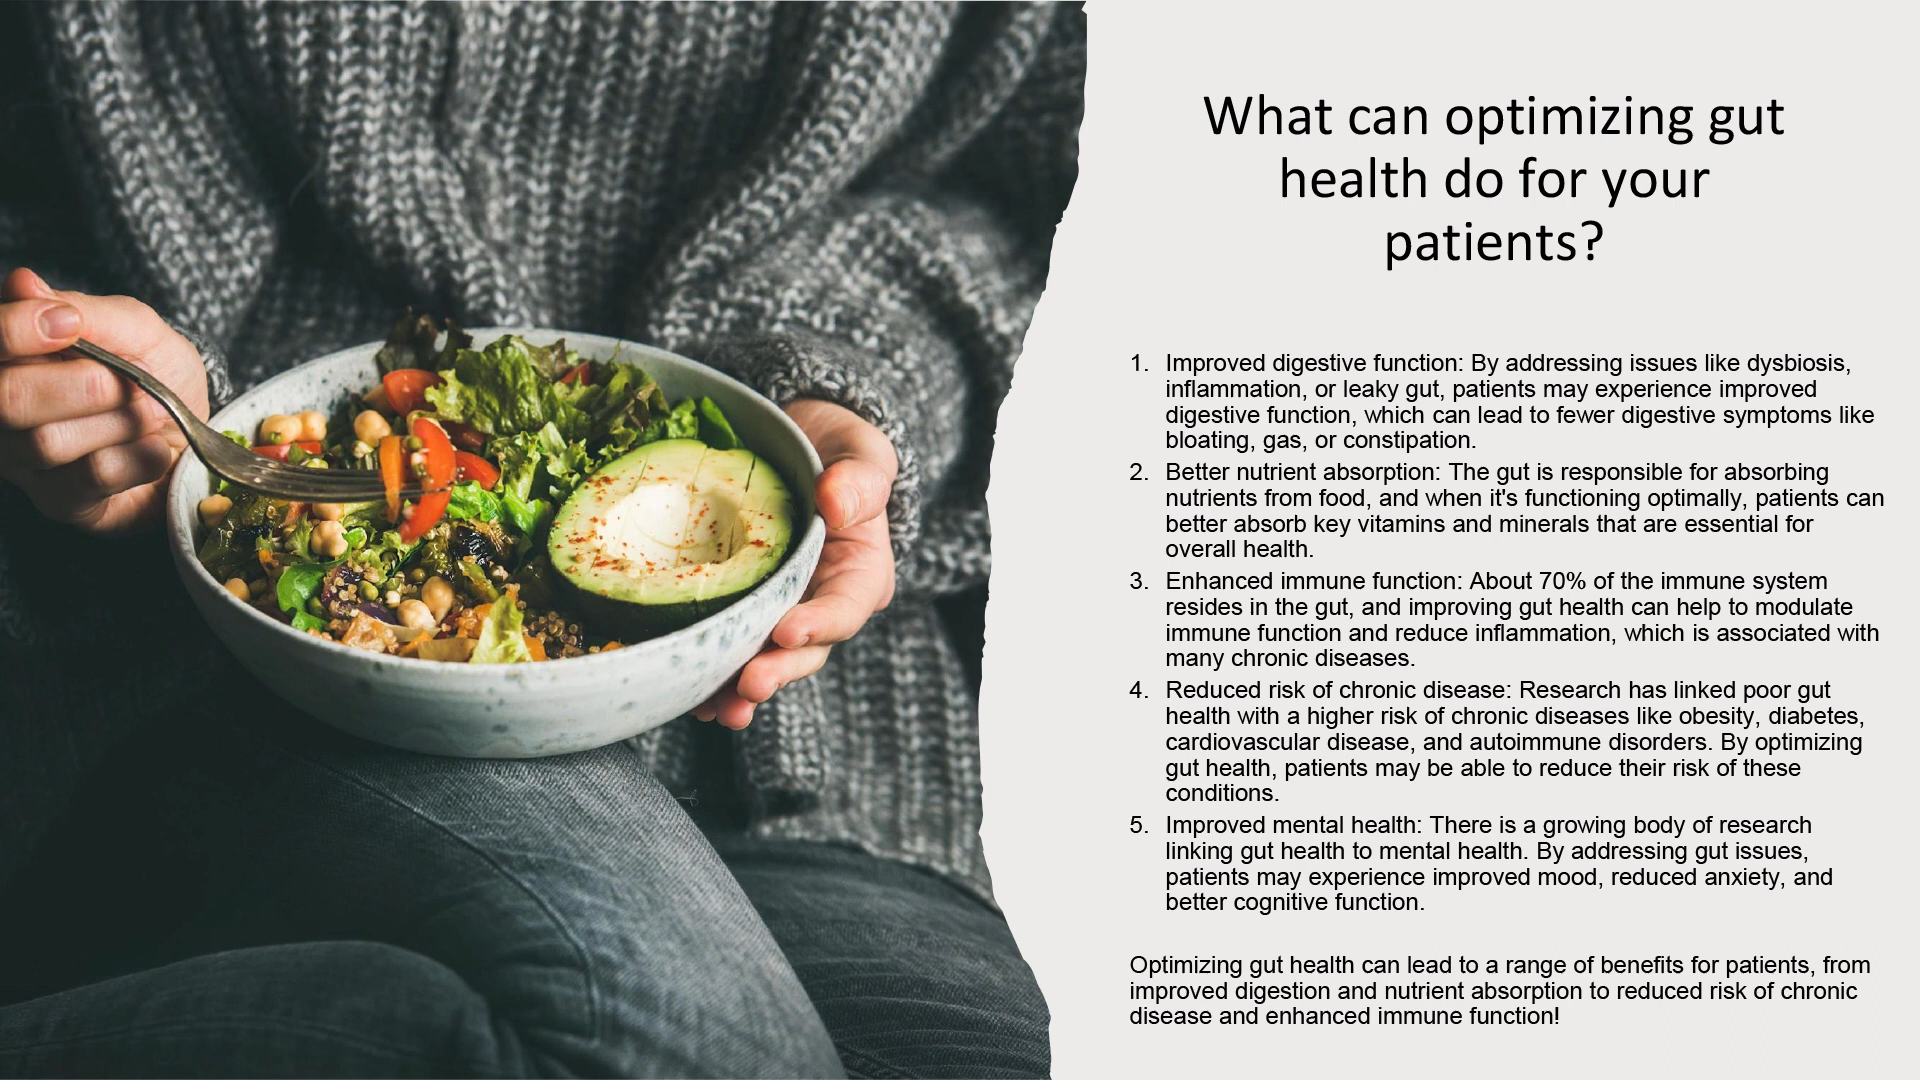 What can optimizing gut
health do for your
patients?
1. Improved digestive function: By addressing issues like dysbiosis,
inflammation, or leaky gut, patients may experience improved
digestive function, which can lead to fewer digestive symptoms like
bloating, gas, or constipation.
2. Better nutrient absorption: The gut is responsible for absorbing
nutrients from food, and when it's functioning optimally, patients can
better absorb key vitamins and minerals that are essential for
overall health.
3. Enhanced immune function: About 70% of the immune system
resides in the gut, and improving gut health can help to modulate
immune function and reduce inflammation, which is associated with
many chronic diseases.
4. Reduced risk of chronic disease: Research has linked poor gut
health with a higher risk of chronic diseases like obesity, diabetes,
cardiovascular disease, and autoimmune disorders. By optimizing
gut health, patients may be able to reduce their risk of these
conditions.
5. Improved mental health: There is a growing body of research
linking gut health to mental health. By addressing gut issues,
patients may experience improved mood, reduced anxiety, and
better cognitive function.
Optimizing gut health can lead to a range of benefits for patients, from
improved digestion and nutrient absorption to reduced risk of chronic
disease and enhanced immune function!